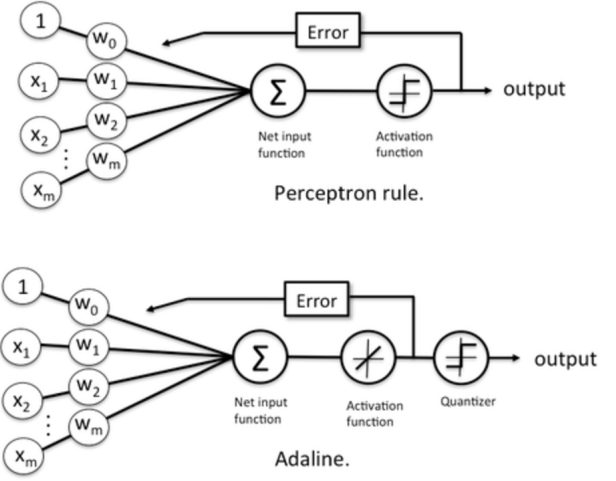 1
w0
Error
x1
w1
Σ
output
x2
w2
Net input
function
Activation
function
⋮
wm
xm
Perceptron rule.
1
w0
Error
x1
w1
Σ
output
x2
w2
Net input
function
Activation
function
Quantizer
⋮
wm
xm
Adaline.